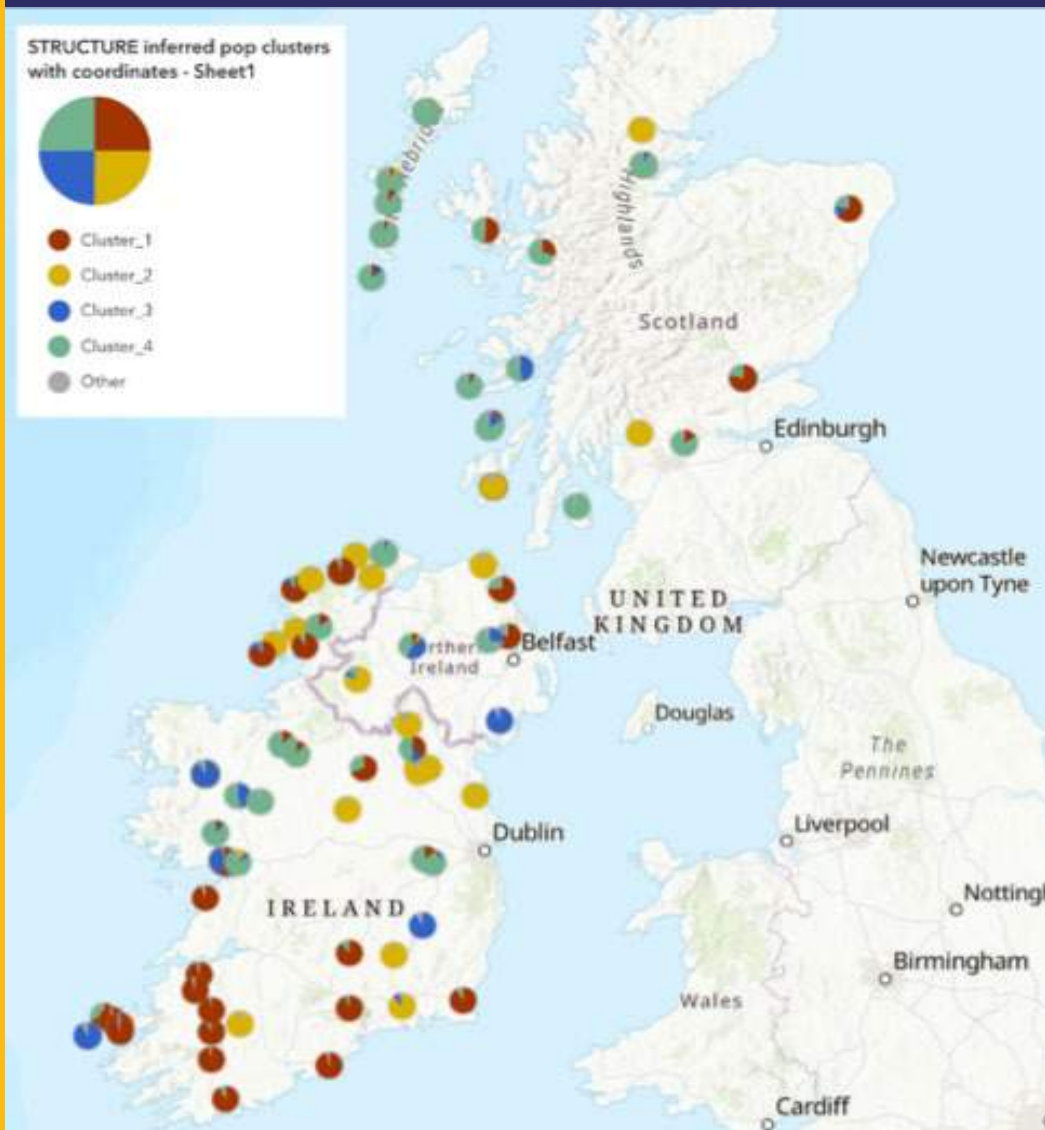 STRUCTURE inferred pop clusters
with coordinates - Sheet1
Cluster_1
Cluster_2
Cluster_3
Cluster_4
Other
Highlands
Scotland
Edinburgh
Newcastle
upon Tyne
UNITED
KINGDOM
Belfast
Ireland
Douglas
The
Pennines
Dublin
Liverpool
IRELAND
Nottingh
Birmingham
Wales
Cardiff